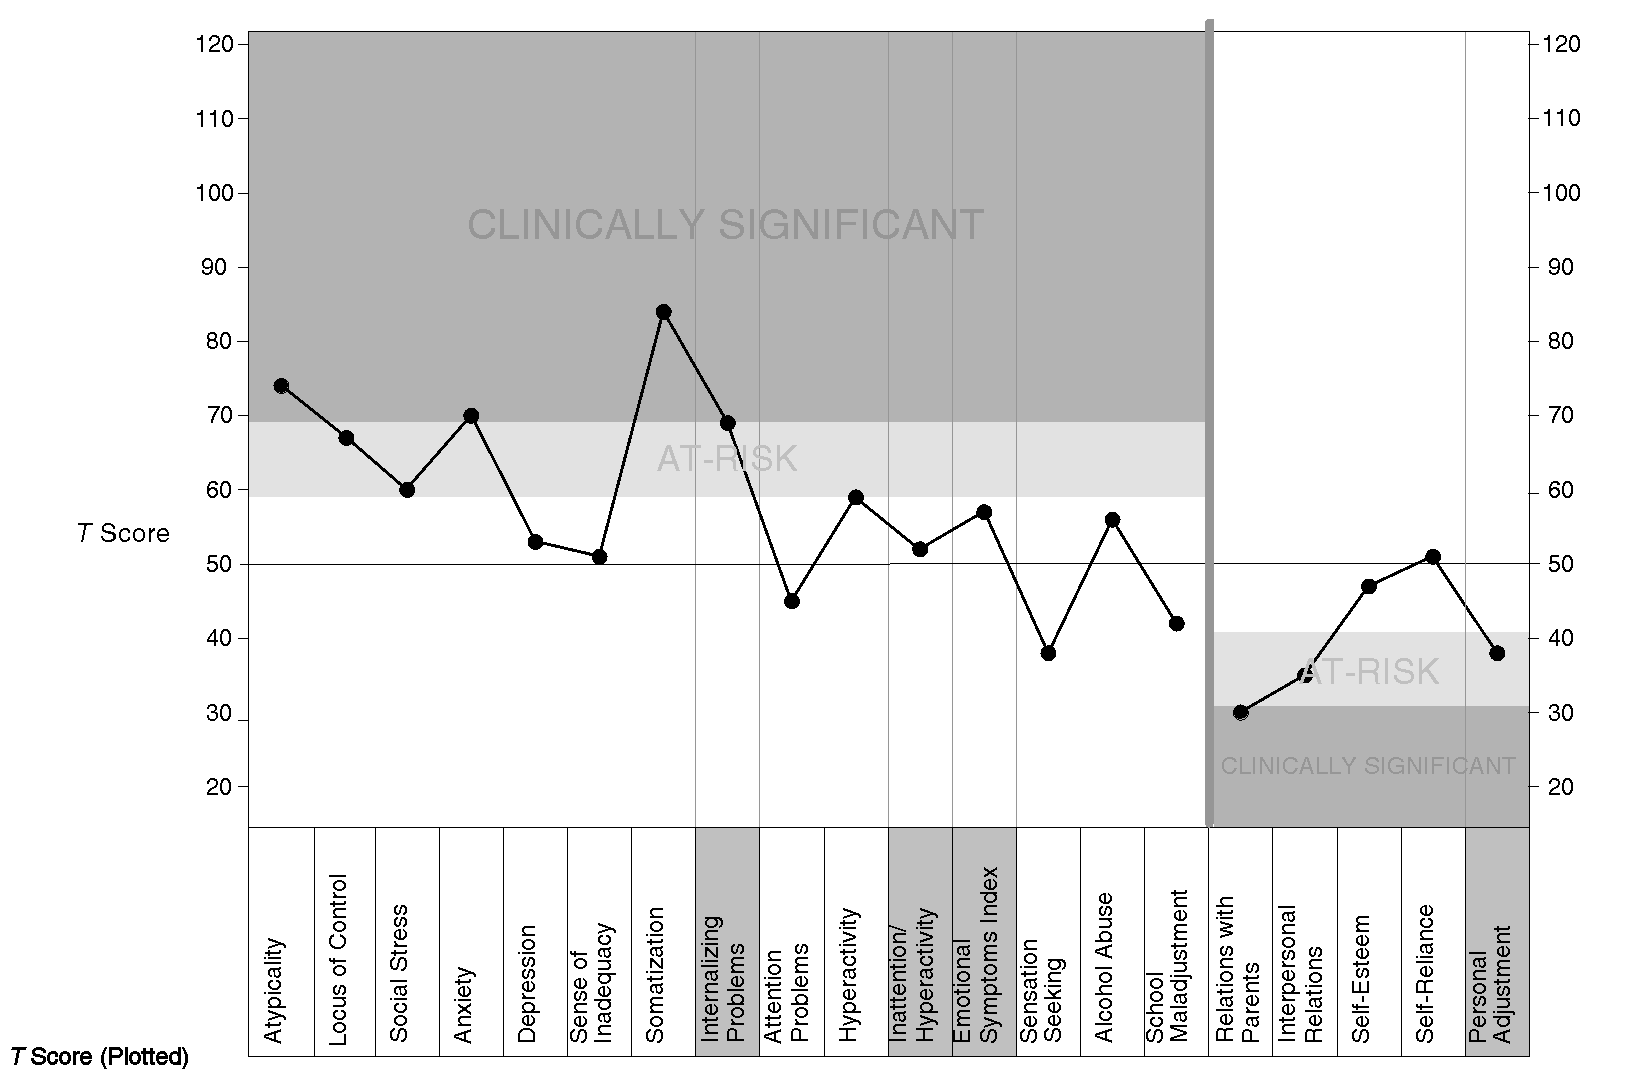 120 120
110 110
100 100
CLINICALLY SIGNIFICANT
90 90
80 80
70 70
AT-RISK
60 60
T Score
50 50
40 40
AT-RISK
30 30
CLINICALLY SIGNIFICANT
20 20
Atypicality
Locus of Control
Social Stress
Anxiety
Depression
Sense of
Inadequacy
Somatization
Internalizing
Problems
Attention
Problems
Hyperactivity
Inattention/
Hyperactivity
Emotional
Symptoms Index
Sensation
Seeking
Alcohol Abuse
School
Maladjustment
Relations with
Parents
Interpersonal
Relations
Self-Esteem
Self-Reliance
Personal
Adjustment
T Score (Plotted)